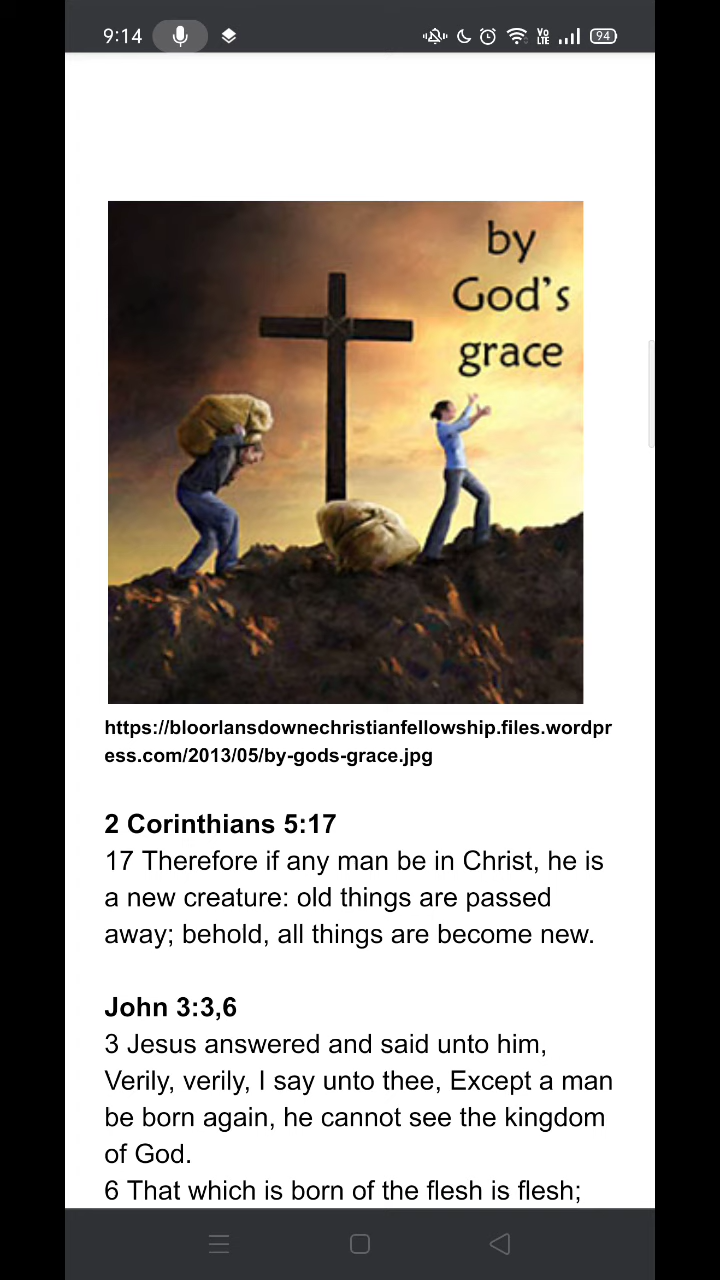 9:14
Vo
LTE
94
by
God's
grace
https://bloorlansdownechristianfellowship.files.wordpr
ess.com/2013/05/by-gods-grace.jpg
2 Corinthians 5:17
17 Therefore if any man be in Christ, he is
a new creature: old things are passed
away; behold, all things are become new.
John 3:3,6
3 Jesus answered and said unto him,
Verily, verily, I say unto thee, Except a man
be born again, he cannot see the kingdom
of God.
6 That which is born of the flesh is flesh;